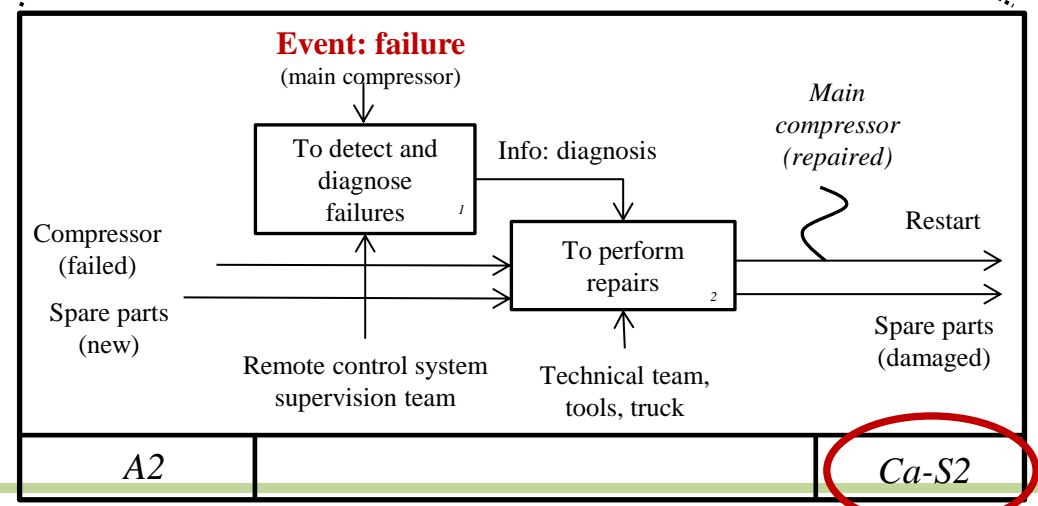 Event: failure
(main compressor)
To detect and
diagnose
failures
1
Info: diagnosis
Main
compressor
(repaired)
Compressor
(failed)
Spare parts
(new)
To perform
repairs
2
Restart
Spare parts
(damaged)
Remote control system
supervision team
Technical team,
tools, truck
A2
Ca-S2